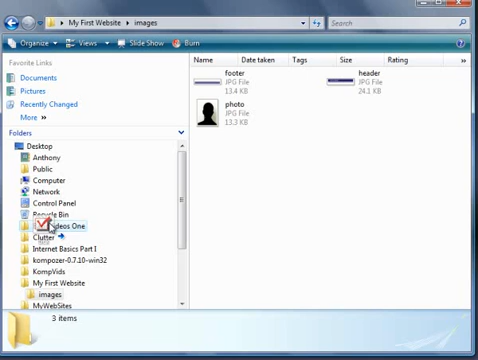 My First Website ▸ images
Search
Organize Views Slide Show Burn
Favorite Links
Documents
Pictures
Recently Changed
More »
Folders
Desktop
Anthony
Public
Computer
Network
Control Panel
Recycle Bin
Videos One
Clutter
Internet Basics Part I
kompozer-0.7.10-win32
KompVids
My First Website
images
MyWebSites
Name Date taken Tags Size Rating »
footer
JPG File
13.4 KB
header
JPG File
24.1 KB
photo
JPG File
13.3 KB
3 items